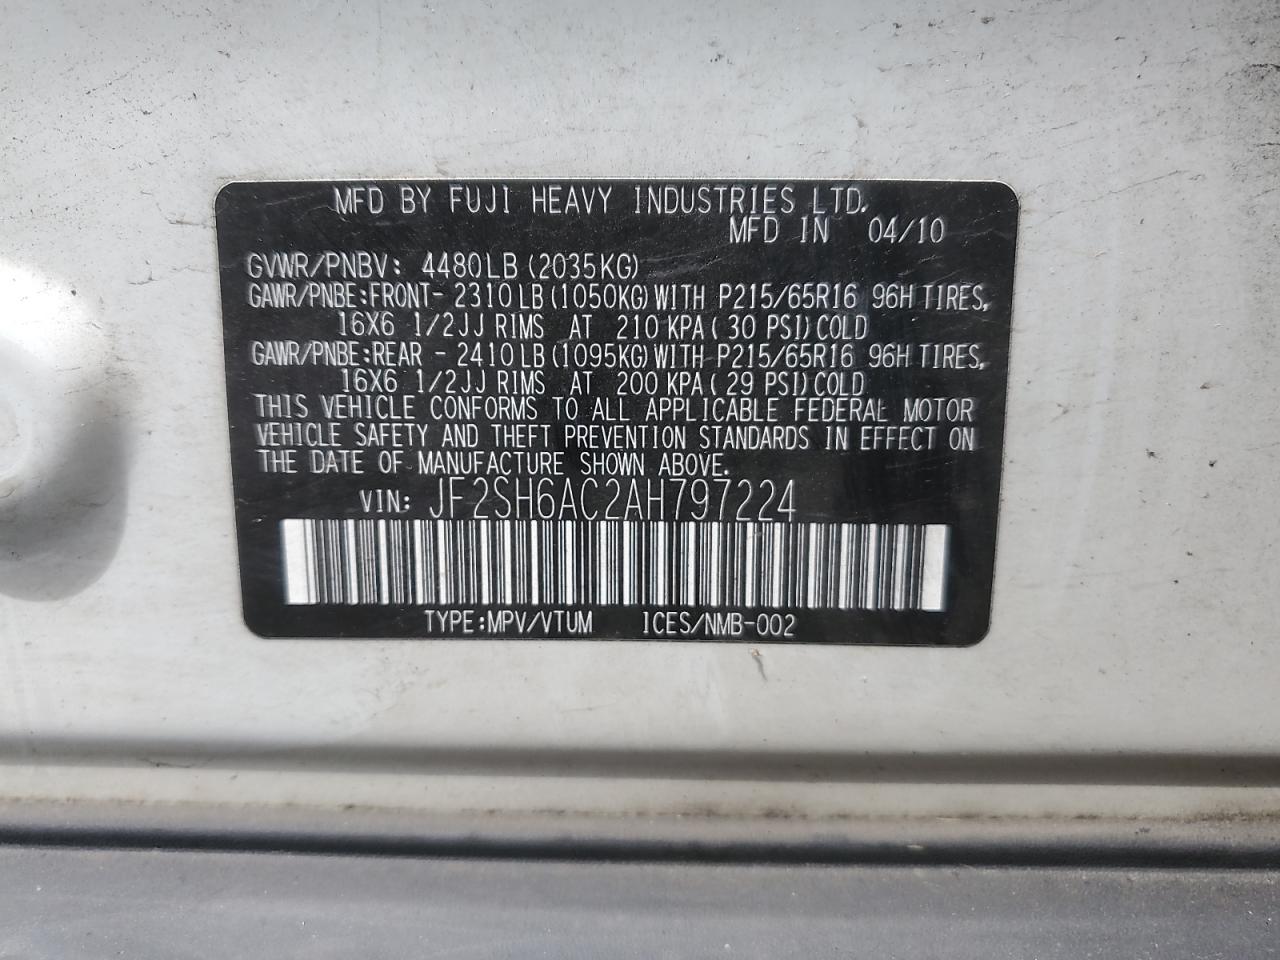 MFD BY FUJI HEAVY INDUSTRIES LTD.
MFD IN 04/10
GVWR/PNBV: 4480LB (2035KG)
GAWR/PNBE:FRONT- 2310LB (1050KG) WITH P215/65R16 96H TIRES,
16X6 1/2JJ RIMS AT 210 KPA ( 30 PSI) COLD
GAWR/PNBE:REAR - 2410LB (1095KG) WITH P215/65R16 96H TIRES,
16X6 1/2JJ RIMS AT 200 KPA ( 29 PSI) COLD
THIS VEHICLE CONFORMS TO ALL APPLICABLE FEDERAL MOTOR
VEHICLE SAFETY AND THEFT PREVENTION STANDARDS IN EFFECT ON
THE DATE OF MANUFACTURE SHOWN ABOVE.
VIN: JF2SH6AC2AH797224
TYPE:MPV/VTUM ICES/NMB-002